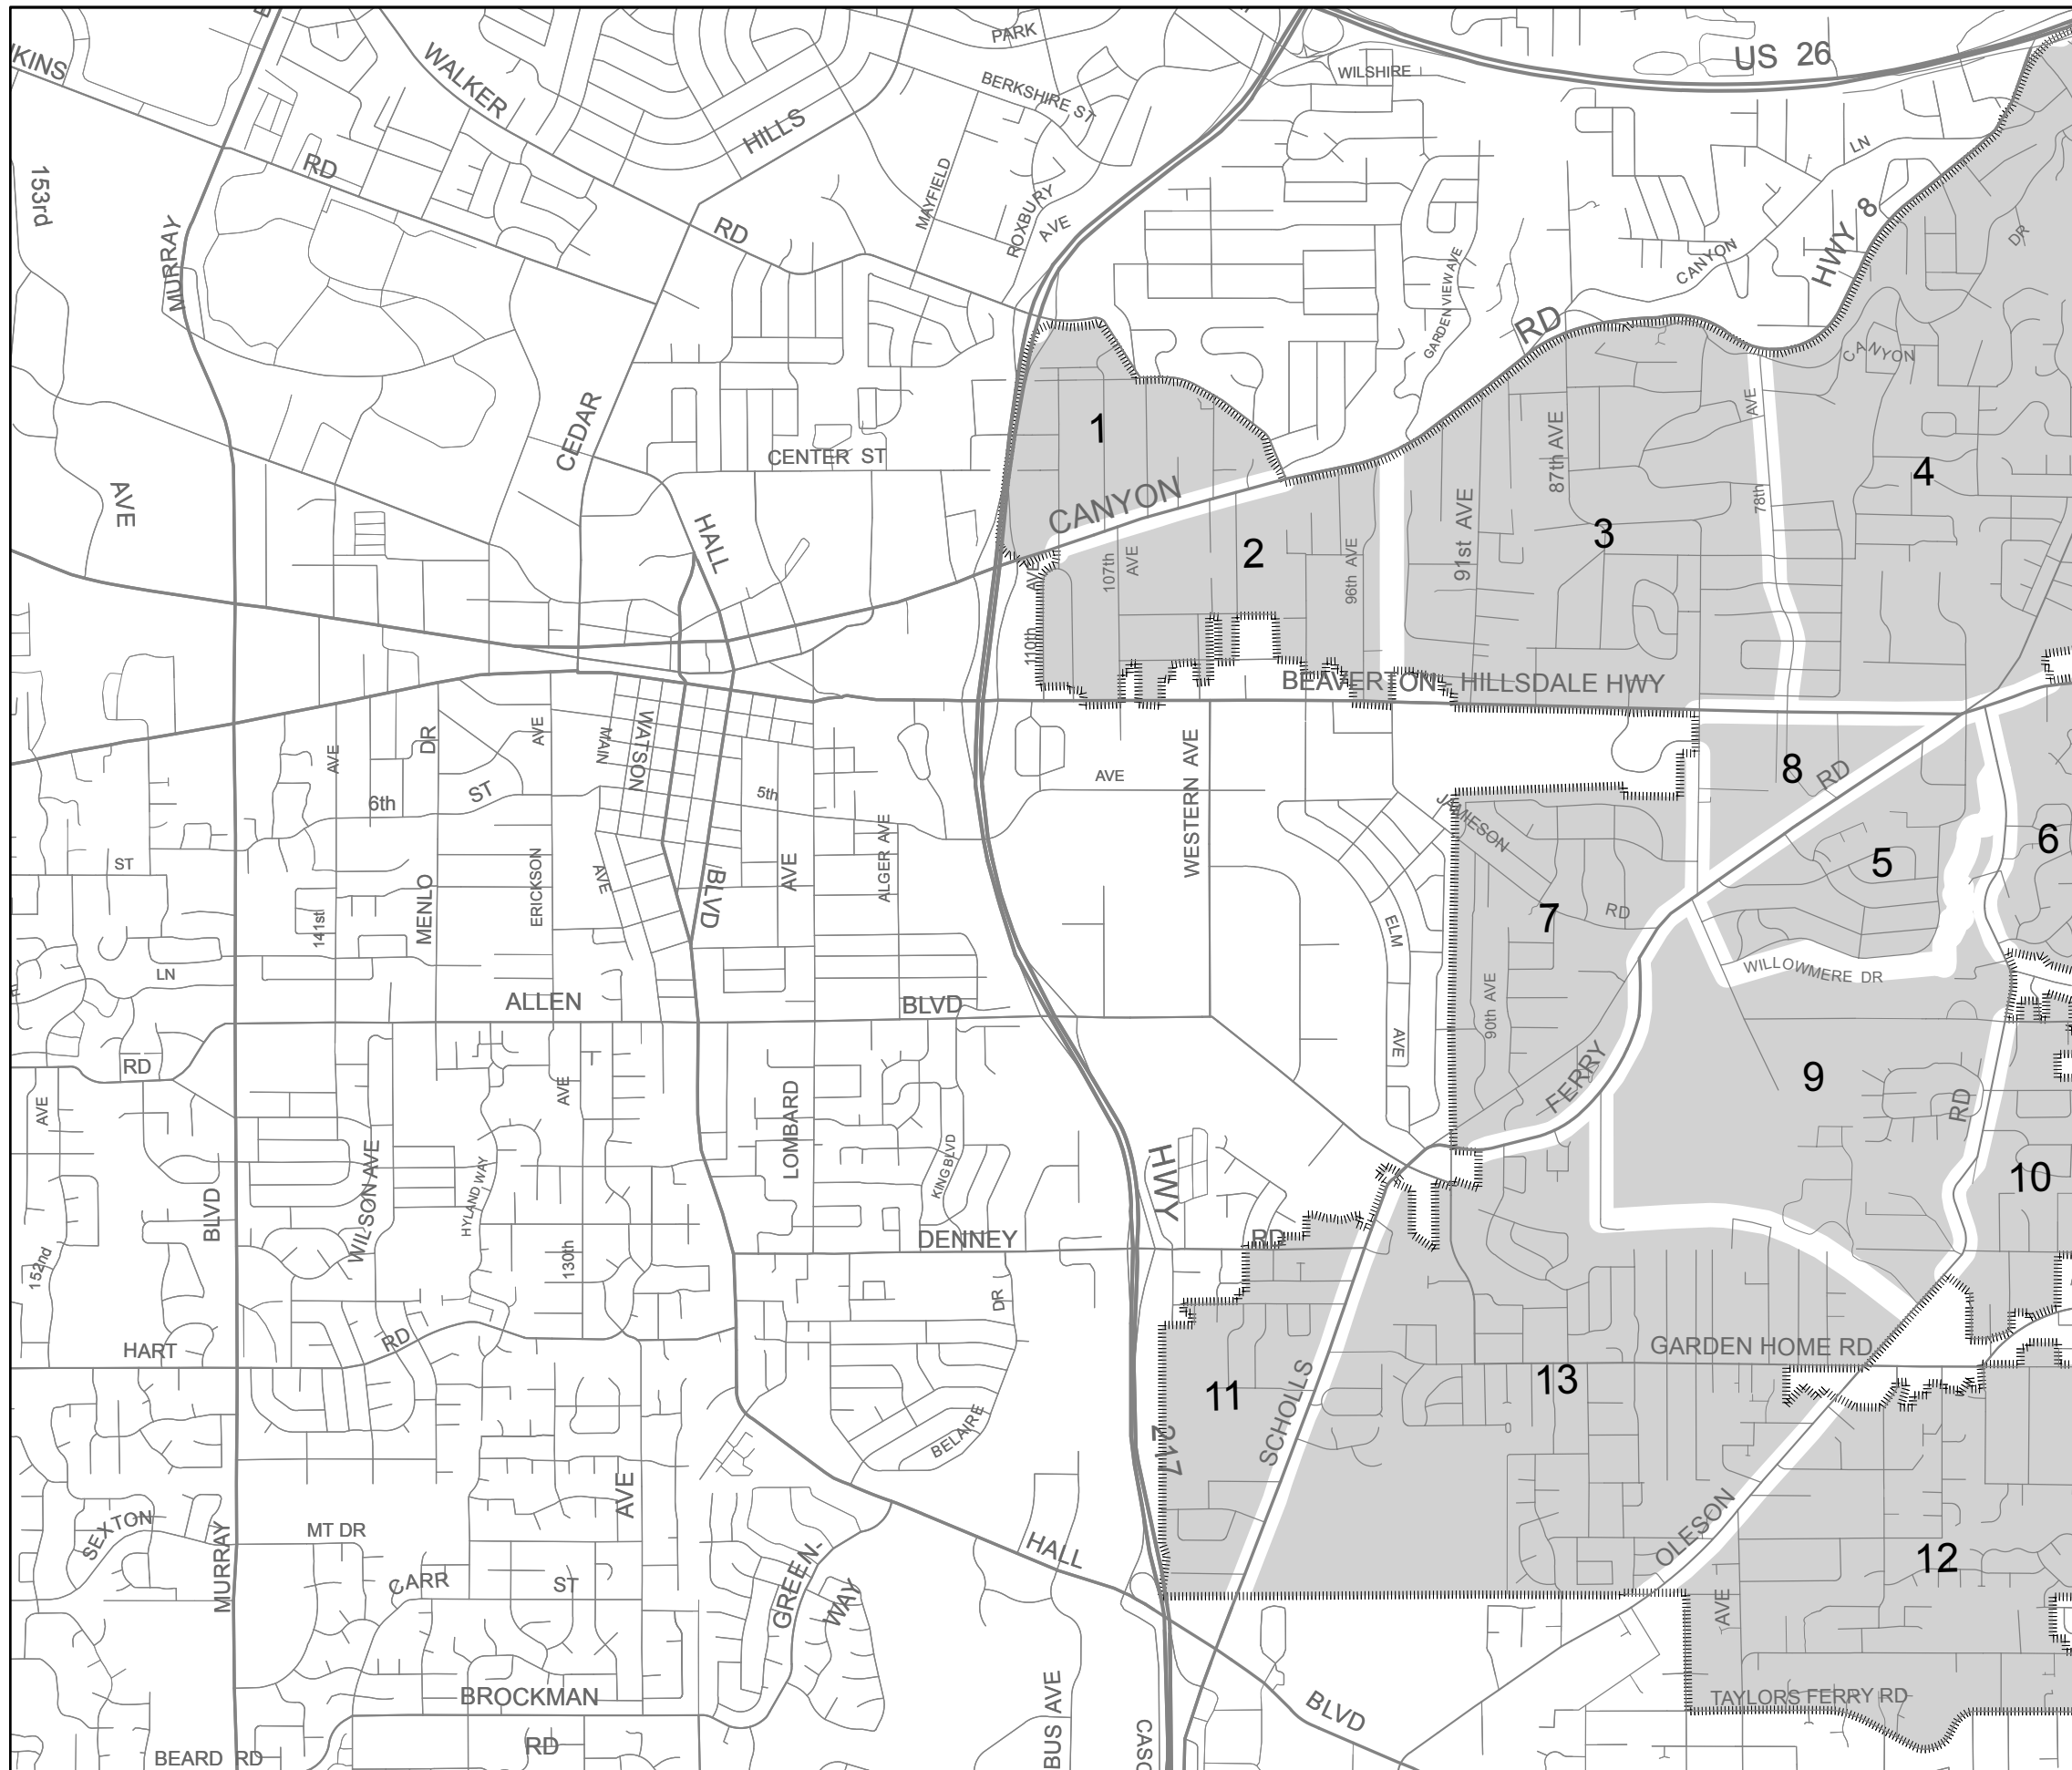 PARK
US 26
KINS
WALKER
WILSHIRE
BERKSHIRE ST
HILLS
LN
RD
153rd
MAYFIELD
ROXBURY
AVE
HWY 8
DR
MURRAY
RD
CANYON
GARDEN VIEW AVE
RD
CANYON
AVE
1
CEDAR
CENTER ST
87th AVE
4
78th
AVE
CANYON
91st AVE
3
HALL
2
107th
AVE
96th AVE
AVE
110th
BEAVERTON - HILLSDALE HWY
WATSON
MAIN
AVE
DR
AVE
WESTERN AVE
AVE
8
RD
6th
ST
5th
JAMIESON
6
ST
ALGER AVE
5
AVE
AVE
BLVD
ERICKSON
MENLO
141st
7
RD
ELM
LN
WILLOWMERE DR
ALLEN
BLVD
90th AVE
AVE
RD
9
FERRY
AVE
AVE
LOMBARD
RD
KING BLVD
HWY
10
WILSON AVE
HYLAND WAY
BLVD
DENNEY
RD
152nd
130th
DR
HART
RD
GARDEN HOME RD
11
SCHOLLS
13
BELAIRE
217
AVE
SEXTON
MT DR
MURRAY
OLESON
HALL
12
CARR
ST
GREEN-
WAY
AVE
BROCKMAN
TAYLORS FERRY RD
BUS AVE
BLVD
CASC
BEARD RD
RD